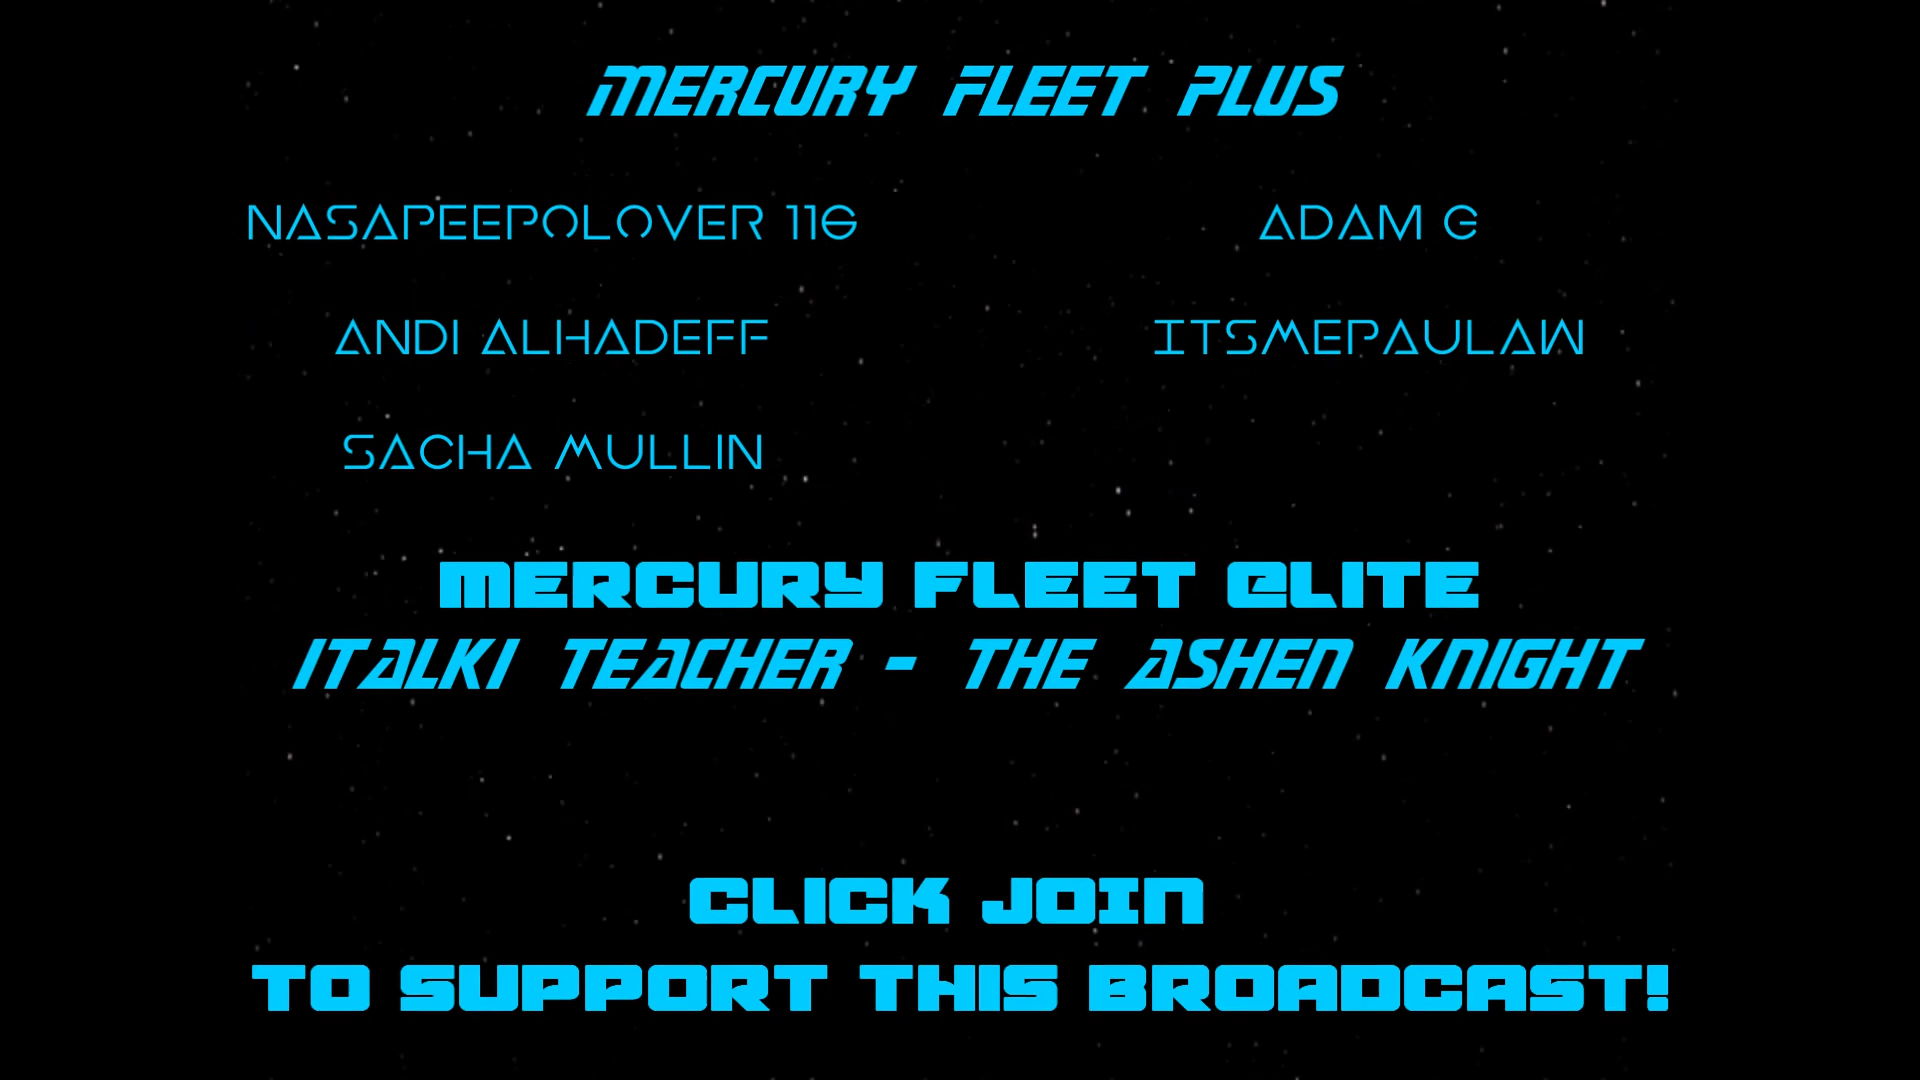 MERCURY FLEET PLUS
NASAPEEPOLOVER 116 ADAM G
ANDI ALHADEFF ITSMEPAULAW
SACHA MULLIN
MERCURY FLEET ELITE
ITALKI TEACHER - THE ASHEN KNIGHT
CLICK JOIN
TO SUPPORT THIS BROADCAST!